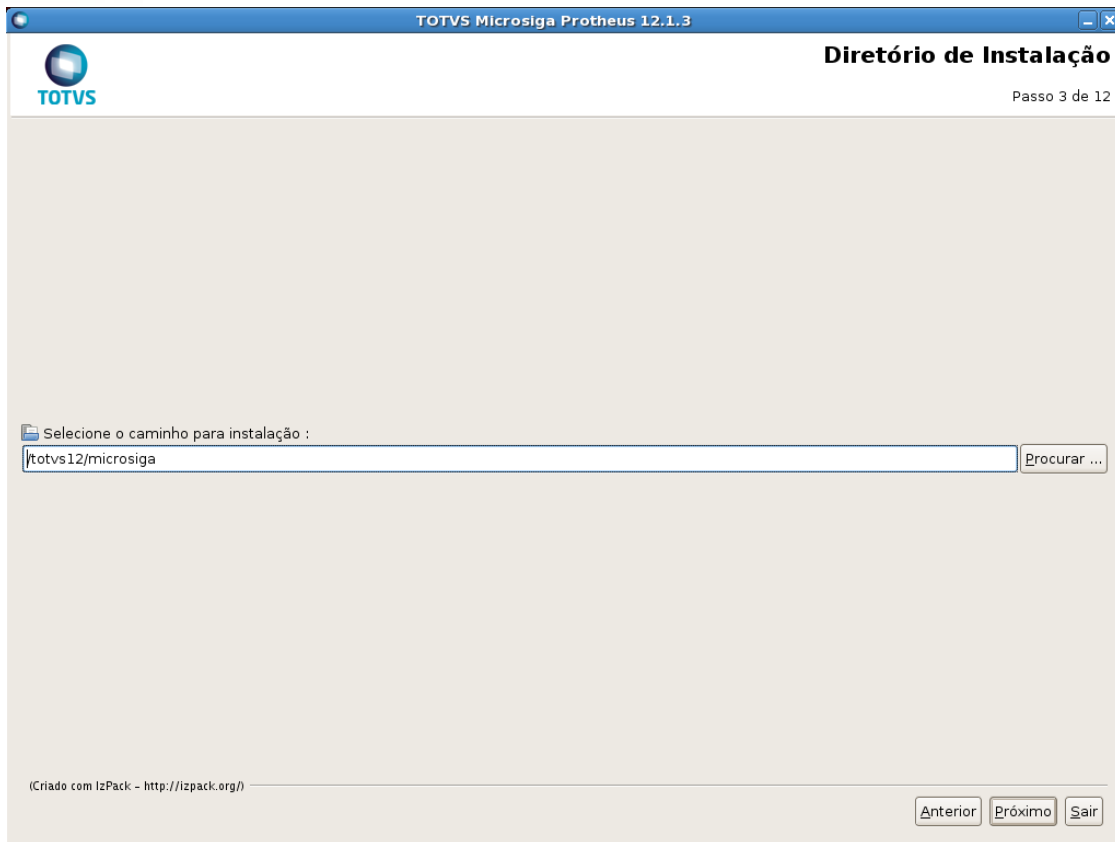 TOTVS Microsiga Protheus 12.1.3
Diretório de Instalação
TOTVS
Passo 3 de 12
Selecione o caminho para instalação :
/totvs12/microsiga
Procurar ...
(Criado com IzPack - http://izpack.org/)
Anterior Próximo Sair